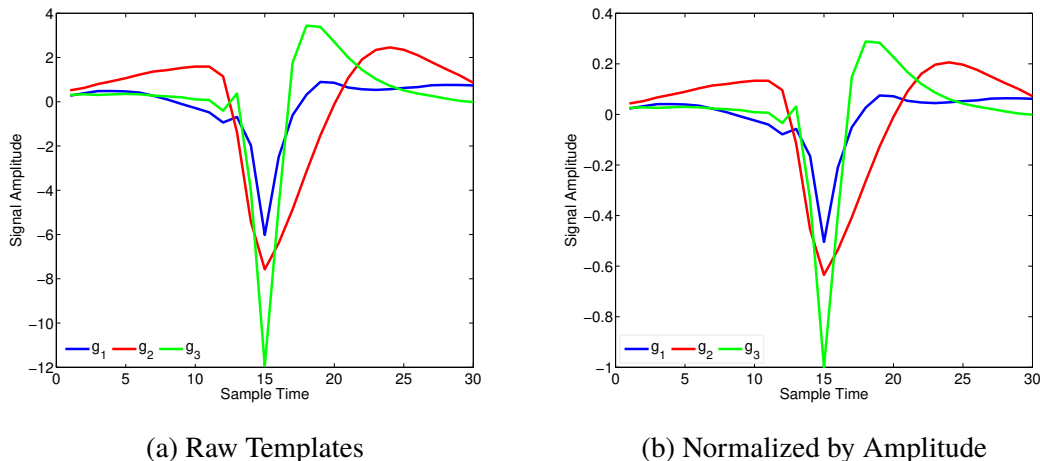 4
2
0
−2
−4
−6
−8
−10
−12
Signal Amplitude
g1 g2 g3
0 5 10 15 20 25 30
Sample Time
(a) Raw Templates
0.4
0.2
0
−0.2
−0.4
−0.6
−0.8
−1
Signal Amplitude
g1 g2 g3
0 5 10 15 20 25 30
Sample Time
(b) Normalized by Amplitude